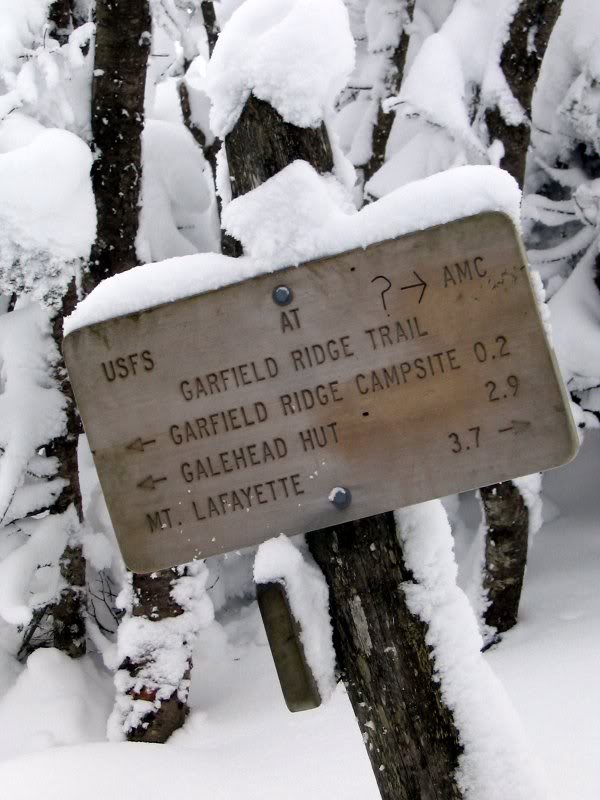 USFS AT ? → AMC
GARFIELD RIDGE TRAIL
← GARFIELD RIDGE CAMPSITE 0.2
← GALEHEAD HUT 2.9
MT. LAFAYETTE 3.7 →